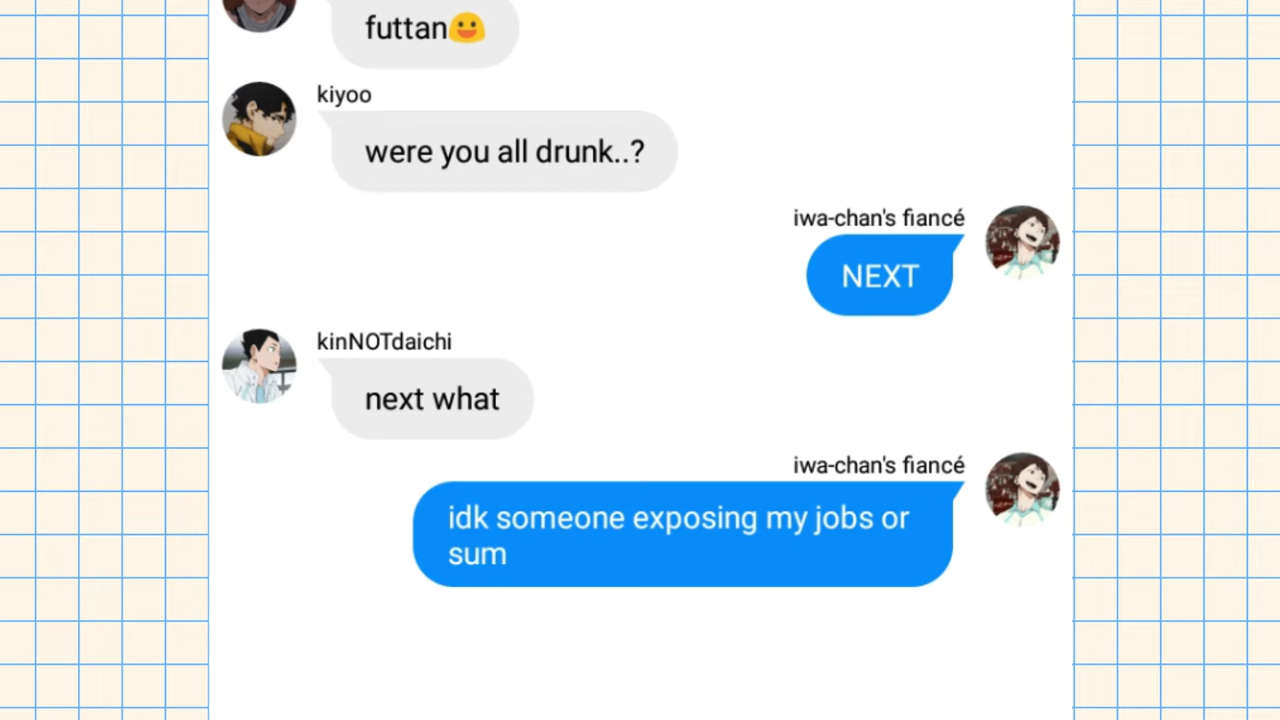 futtan😃
kiyoo
were you all drunk..?
iwa-chan's fiancé
NEXT
kinNOTdaichi
next what
iwa-chan's fiancé
idk someone exposing my jobs or
sum